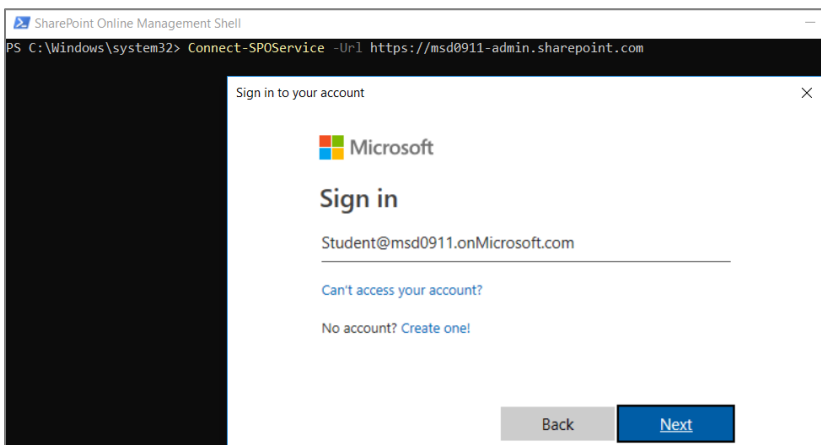 SharePoint Online Management Shell
PS C:\Windows\system32> Connect-SPOService -Url https://msd0911-admin.sharepoint.com
Sign in to your account
Microsoft
Sign in
Student@msd0911.onMicrosoft.com
Can't access your account?
No account? Create one!
Back Next